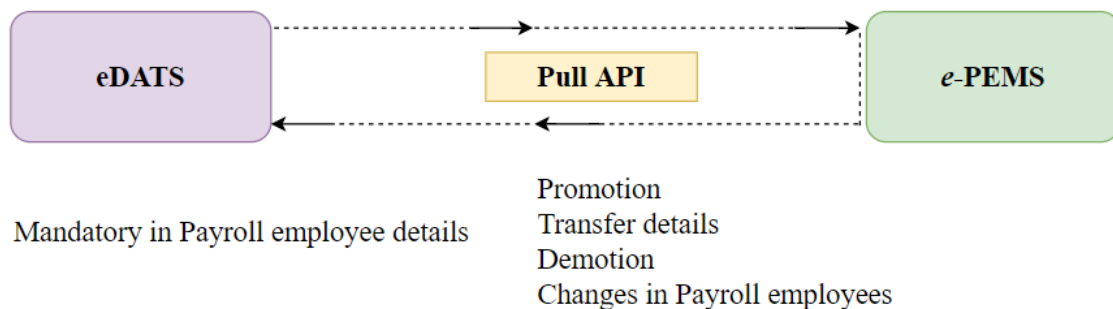 eDATS
Pull API
e-PEMS
Mandatory in Payroll employee details
Promotion
Transfer details
Demotion
Changes in Payroll employees